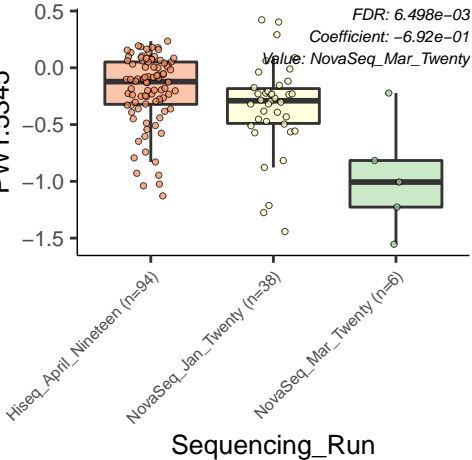 FDR: 6.498e−03
Coefficient: −6.92e−01
Value: NovaSeq_Mar_Twenty
0.5
0.0
−0.5
−1.0
−1.5
Hiseq_April_Nineteen (n=94)
NovaSeq_Jan_Twenty (n=38)
NovaSeq_Mar_Twenty (n=6)
Sequencing_Run